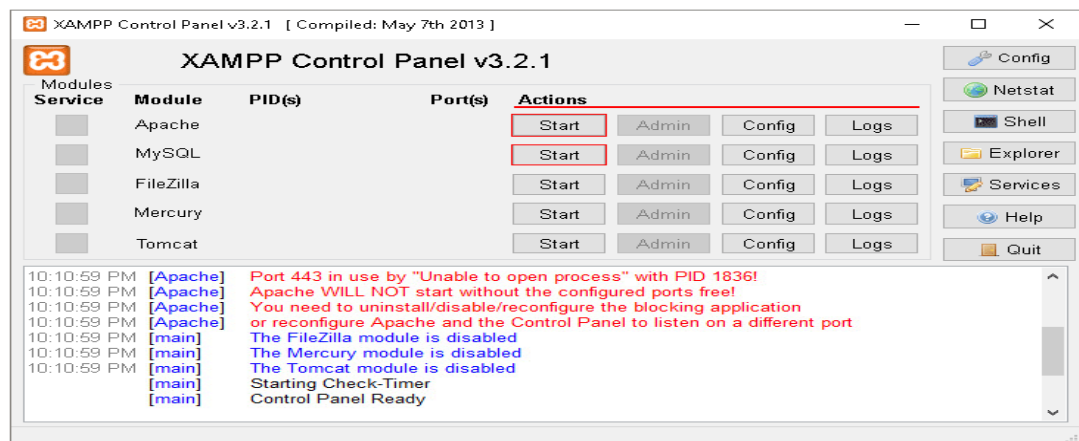 XAMPP Control Panel v3.2.1 [ Compiled: May 7th 2013 ]
XAMPP Control Panel v3.2.1
Config
Modules
Netstat
Service Module PID(s) Port(s) Actions
Apache Start Admin Config Logs Shell
MySQL Start Admin Config Logs Explorer
FileZilla Start Admin Config Logs Services
Mercury Start Admin Config Logs Help
Tomcat Start Admin Config Logs Quit
10:10:59 PM [Apache] Port 443 in use by "Unable to open process" with PID 1836!
10:10:59 PM [Apache] Apache WILL NOT start without the configured ports free!
10:10:59 PM [Apache] You need to uninstall/disable/reconfigure the blocking application
10:10:59 PM [Apache] or reconfigure Apache and the Control Panel to listen on a different port
10:10:59 PM [main] The FileZilla module is disabled
10:10:59 PM [main] The Mercury module is disabled
10:10:59 PM [main] The Tomcat module is disabled
[main] Starting Check-Timer
[main] Control Panel Ready